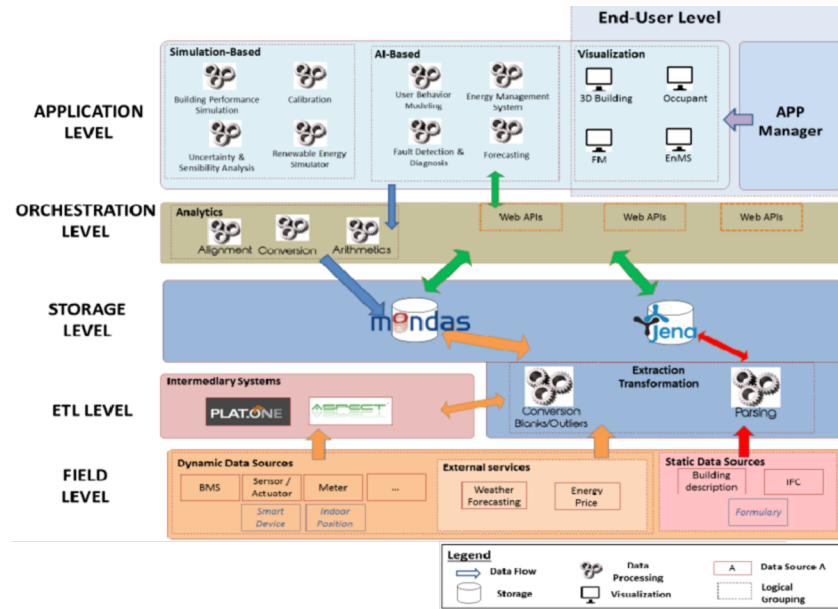 End-User Level
APPLICATION
LEVEL
Simulation-Based
Building Performance
Simulation
Calibration
Uncertainty &
Sensibility Analysis
Renewable Energy
Simulator
AI-Based
User Behavior
Modeling
Energy Management
System
Fault Detection &
Diagnosis
Forecasting
Visualization
3D Building
Occupant
FM
EnMS
APP
Manager
ORCHESTRATION
LEVEL
Analytics
Alignment
Conversion
Arithmetics
Web APIs
Web APIs
Web APIs
STORAGE
LEVEL
mondas
jena
ETL LEVEL
Intermediary Systems
PLAT.ONE
Extraction
Transformation
Conversion
Blanks/Outliers
Parsing
FIELD
LEVEL
Dynamic Data Sources
BMS
Sensor /
Actuator
Meter
...
Smart
Device
Indoor
Position
External services
Weather
Forecasting
Energy
Price
Static Data Sources
Building
description
IFC
Formulary
Legend
Data Flow
Storage
Data
Processing
Visualization
A
Data Source A
Logical
Grouping